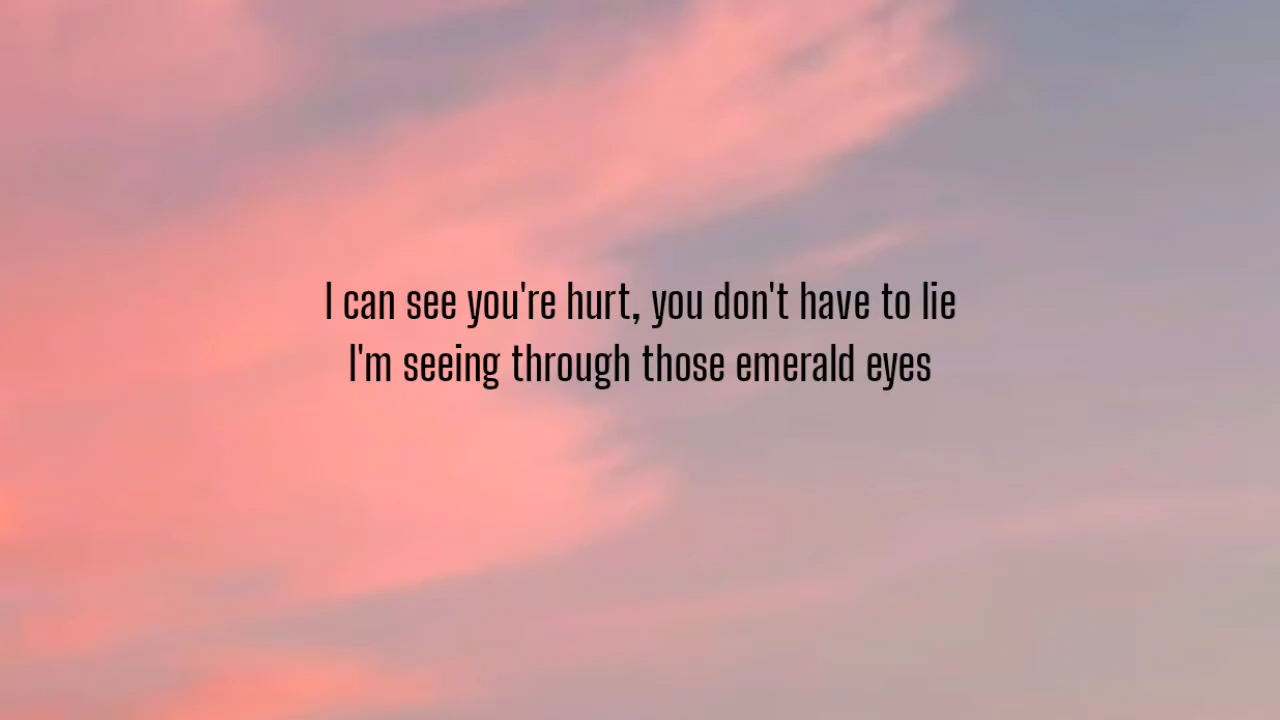 I can see you're hurt, you don't have to lie
I'm seeing through those emerald eyes